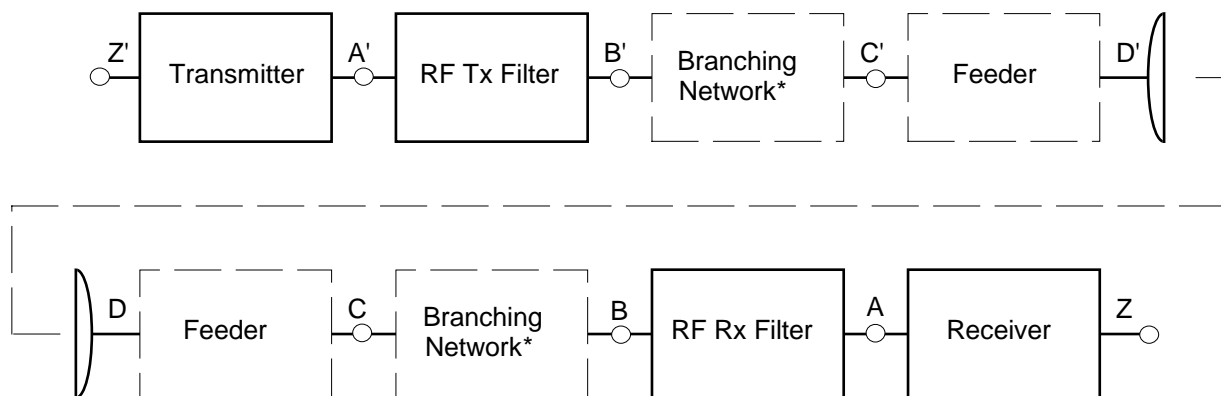 Z'
Transmitter
A'
RF Tx Filter
B'
Branching
Network*
C'
Feeder
D'
D
Feeder
C
Branching
Network*
B
RF Rx Filter
A
Receiver
Z